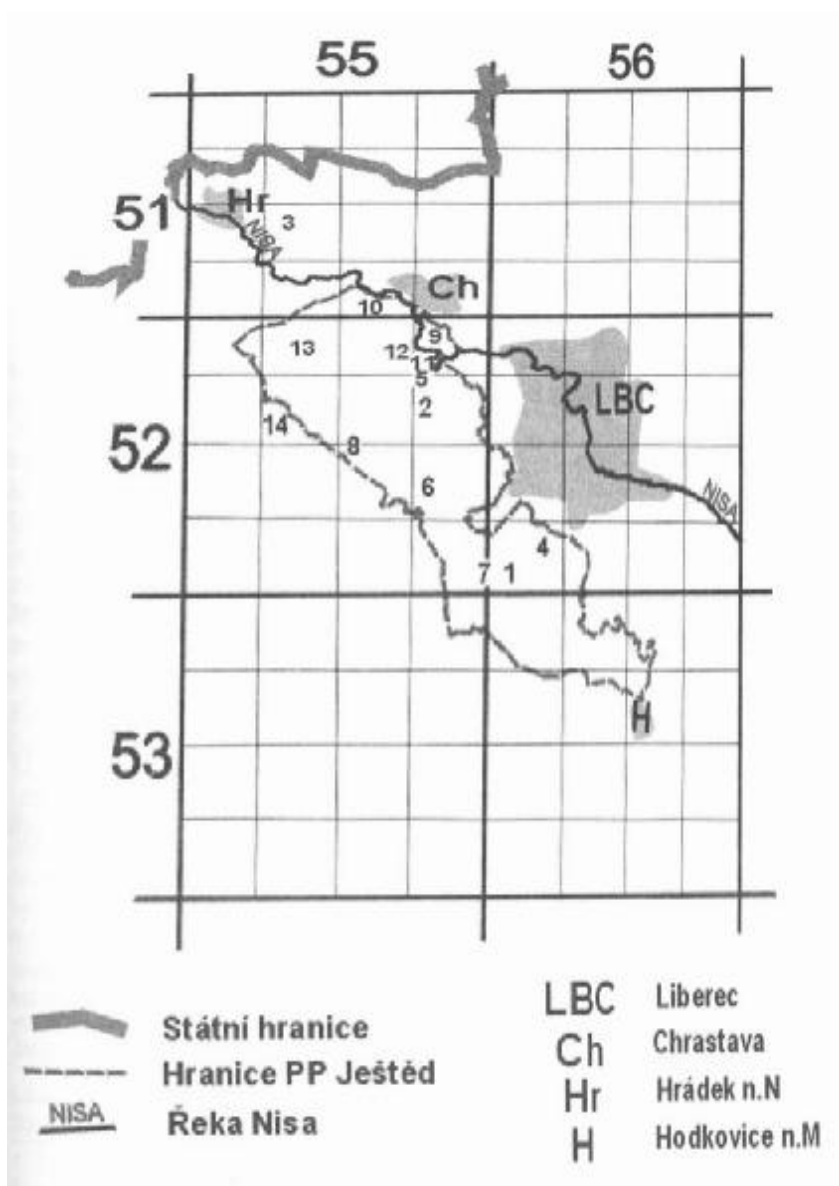 55 56
51
Hr
3
NISA
Ch
10
9
13
12
11
5
LBC
2
14
52
8
6
NISA
4
7 1
H
53
LBC Liberec
Státní hranice
Ch Chrastava
Hranice PP Ještěd
Hr Hrádek n.N
NISA Řeka Nisa
H Hodkovice n.M